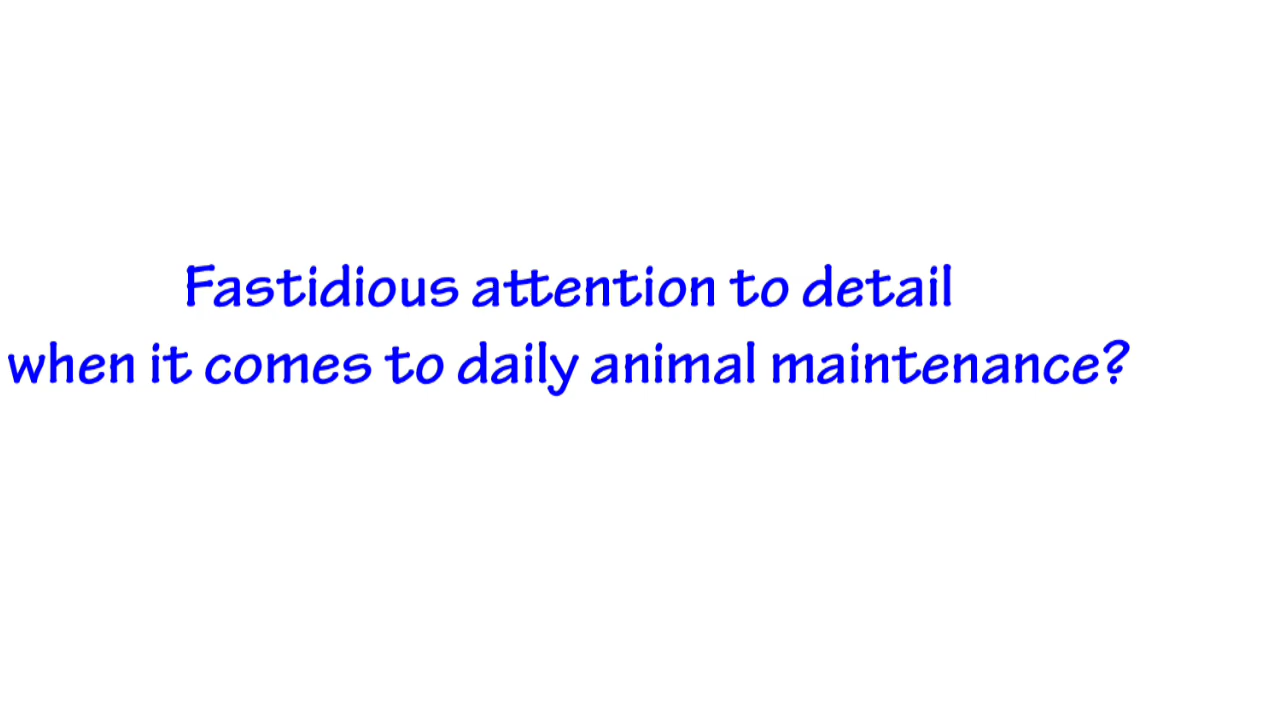 Fastidious attention to detail
when it comes to daily animal maintenance?